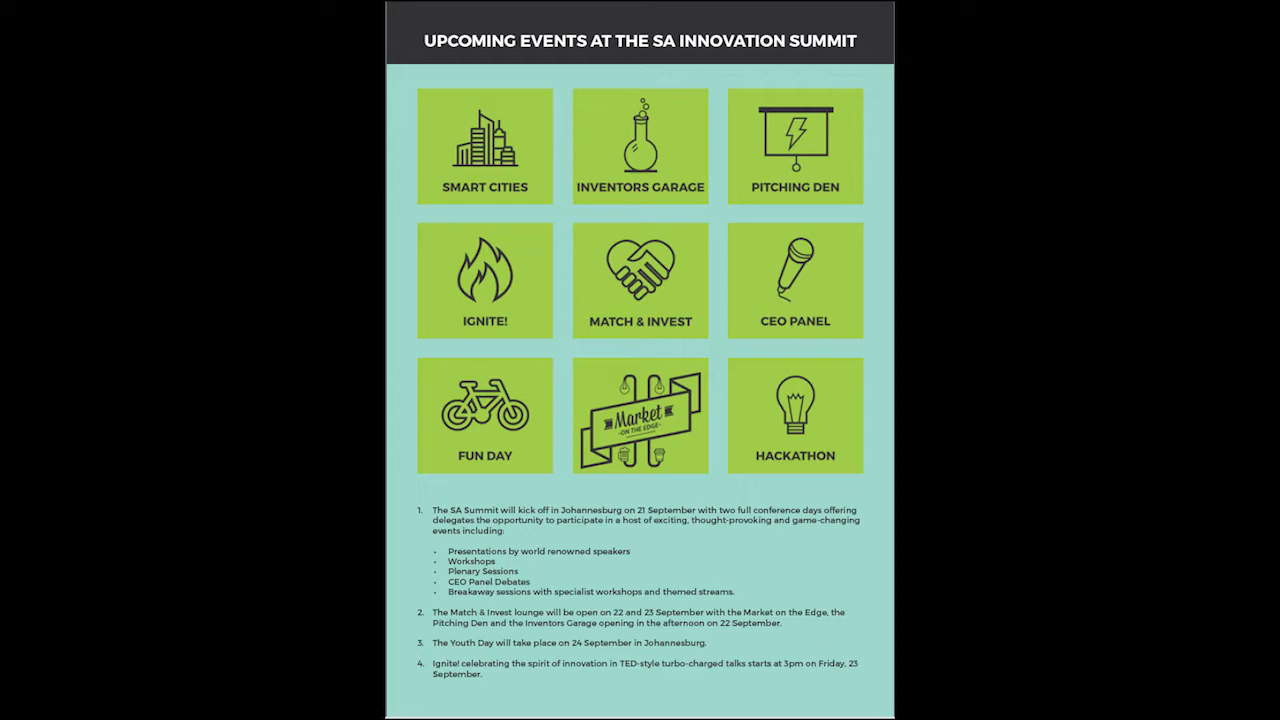 UPCOMING EVENTS AT THE SA INNOVATION SUMMIT
SMART CITIES
INVENTORS GARAGE
PITCHING DEN
IGNITE!
MATCH & INVEST
CEO PANEL
FUN DAY
Market
-ON THE EDGE-
HACKATHON
1. The SA Summit will kick off in Johannesburg on 21 September with two full conference days offering
delegates the opportunity to participate in a host of exciting, thought-provoking and game-changing
events including:
• Presentations by world renowned speakers
• Workshops
• Plenary Sessions
• CEO Panel Debates
• Breakaway sessions with specialist workshops and themed streams.
2. The Match & Invest lounge will be open on 22 and 23 September with the Market on the Edge, the
Pitching Den and the Inventors Garage opening in the afternoon on 22 September.
3. The Youth Day will take place on 24 September in Johannesburg.
4. Ignite! celebrating the spirit of innovation in TED-style turbo-charged talks starts at 3pm on Friday, 23
September.